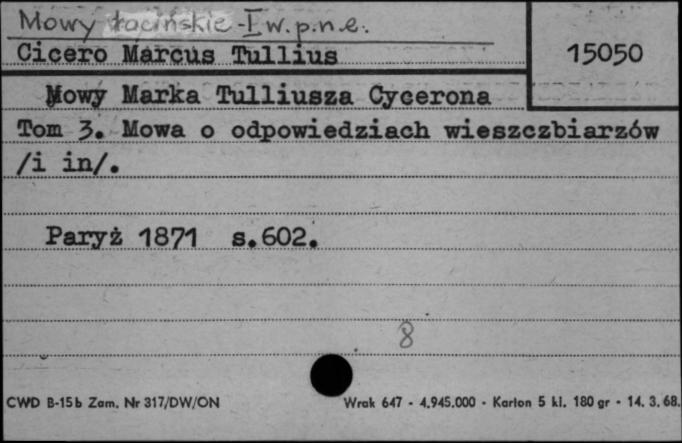 Mowy łacińskie - I w.p.n.e.
Cicero Marcus Tullius
15050
Mowy Marka Tulliusza Cycerona
Tom 3. Mowa o odpowiedziach wieszczbiarzów
/i in/.
Paryż 1871 s.602.
8
CWD B-15b Zam. Nr 317/DW/ON
Wrak 647 - 4.945.000 - Karton 5 kl. 180 gr - 14. 3. 68.